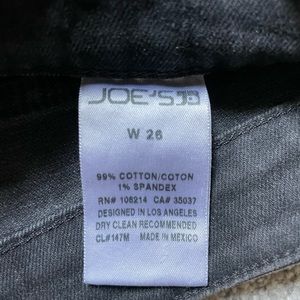 JOE'S
W 26
99% COTTON/COTON
1% SPANDEX
RN# 106214 CA# 35037
DESIGNED IN LOS ANGELES
DRY CLEAN RECOMMENDED
CL#147M MADE IN MEXICO